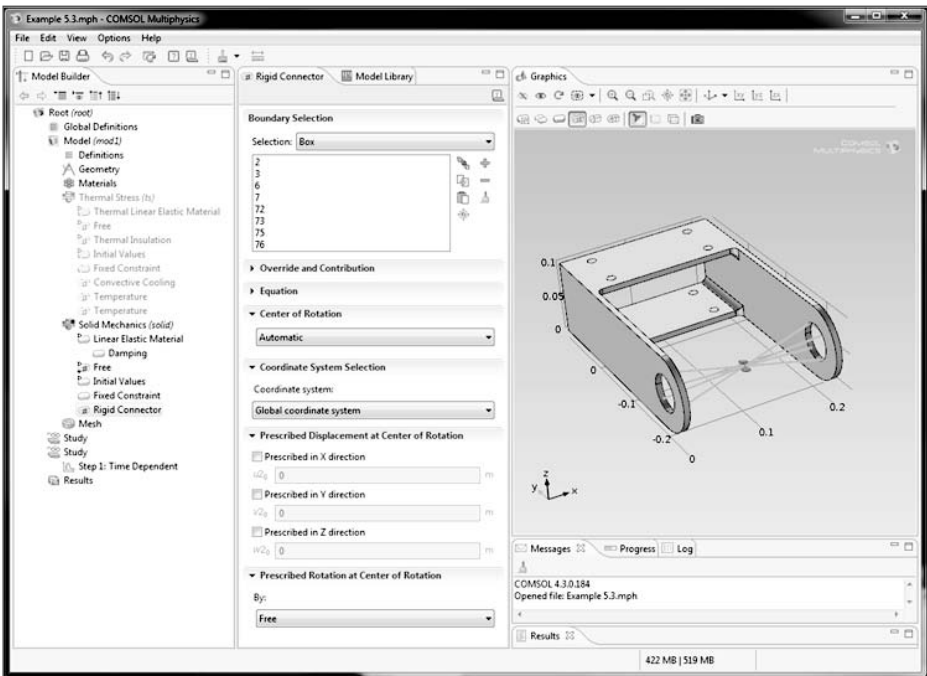 Example 5.3.mph - COMSOL Multiphysics
File Edit View Options Help
Model Builder
Root (root)
Global Definitions
Model (mod1)
Definitions
Geometry
Materials
Thermal Stress (ts)
Thermal Linear Elastic Material
Free
Thermal Insulation
Initial Values
Fixed Constraint
Convective Cooling
Temperature
Temperature
Solid Mechanics (solid)
Linear Elastic Material
Damping
Free
Initial Values
Fixed Constraint
Rigid Connector
Mesh
Study
Study
Step 1: Time Dependent
Results
Rigid Connector Model Library
Boundary Selection
Selection: Box
2
3
6
7
72
73
75
76
Override and Contribution
Equation
Center of Rotation
Automatic
Coordinate System Selection
Coordinate system:
Global coordinate system
Prescribed Displacement at Center of Rotation
Prescribed in X direction
u2₀ 0 m
Prescribed in Y direction
v2₀ 0 m
Prescribed in Z direction
w2₀ 0 m
Prescribed Rotation at Center of Rotation
By:
Free
Graphics
COMSOL
MULTIPHYSICS
0.1
0.05
0
0
-0.1
-0.2
0
0.1
0.2
z
y x
Messages Progress Log
COMSOL 4.3.0.184
Opened file: Example 5.3.mph
Results
422 MB | 519 MB